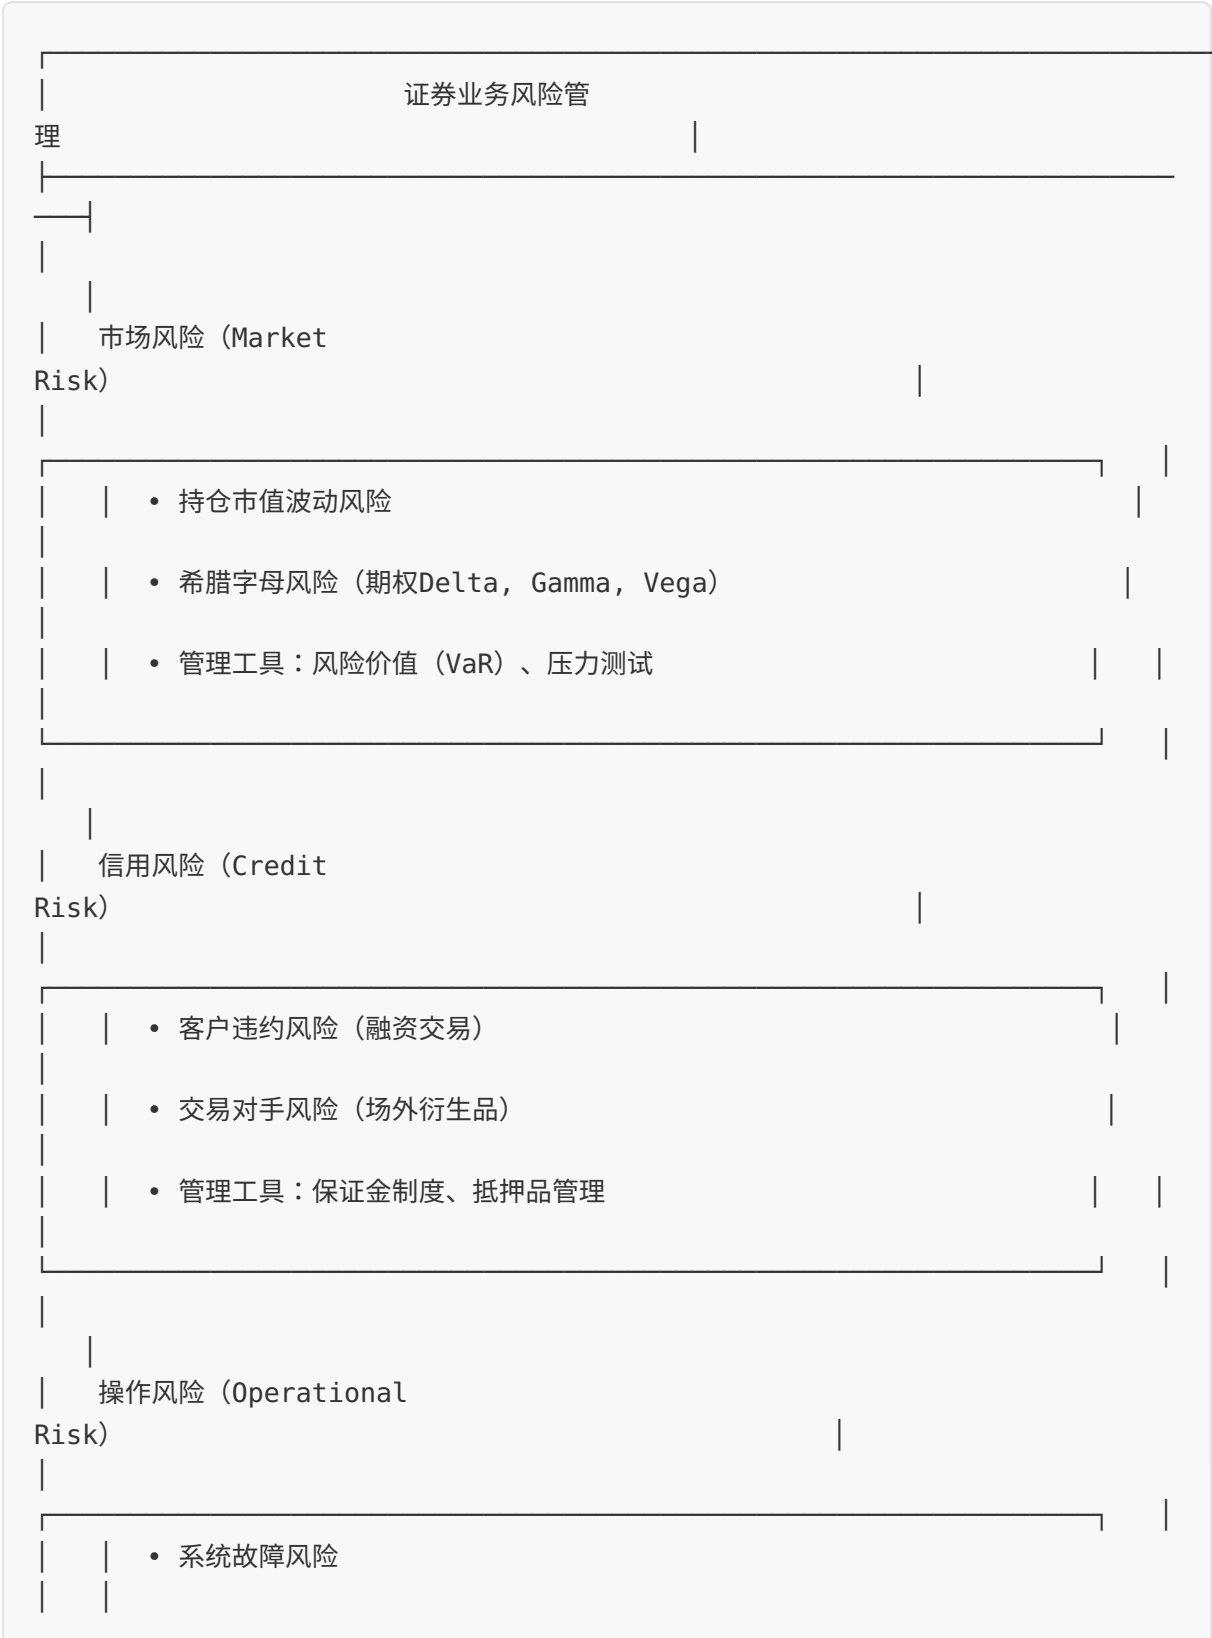 证券业务风险管
理
市场风险（Market
Risk）
• 持仓市值波动风险
• 希腊字母风险（期权Delta, Gamma, Vega）
• 管理工具：风险价值（VaR）、压力测试
信用风险（Credit
Risk）
• 客户违约风险（融资交易）
• 交易对手风险（场外衍生品）
• 管理工具：保证金制度、抵押品管理
操作风险（Operational
Risk）
• 系统故障风险